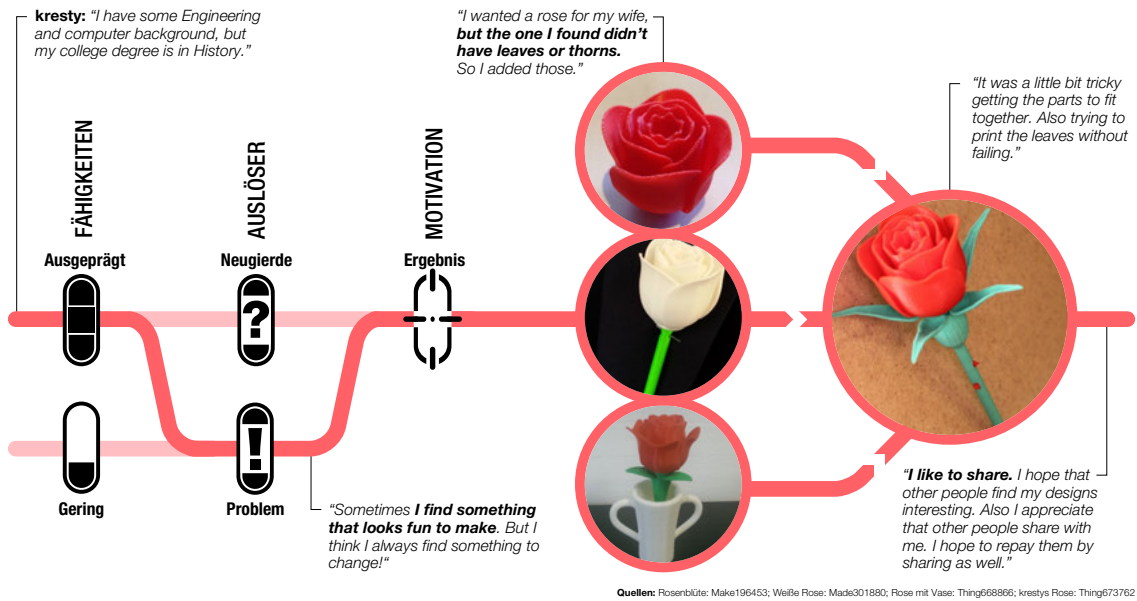 kresty: "I have some Engineering
and computer background, but
my college degree is in History."
"I wanted a rose for my wife,
but the one I found didn't
have leaves or thorns.
So I added those."
"It was a little bit tricky
getting the parts to fit
together. Also trying to
print the leaves without
failing."
FÄHIGKEITEN
AUSLÖSER
MOTIVATION
Ausgeprägt
Neugierde
Ergebnis
?
!
Gering
Problem
"Sometimes I find something
that looks fun to make. But I
think I always find something to
change!“
"I like to share. I hope that
other people find my designs
interesting. Also I appreciate
that other people share with
me. I hope to repay them by
sharing as well."
Quellen: Rosenblüte: Make196453; Weiße Rose: Made301880; Rose mit Vase: Thing668866; krestys Rose: Thing673762